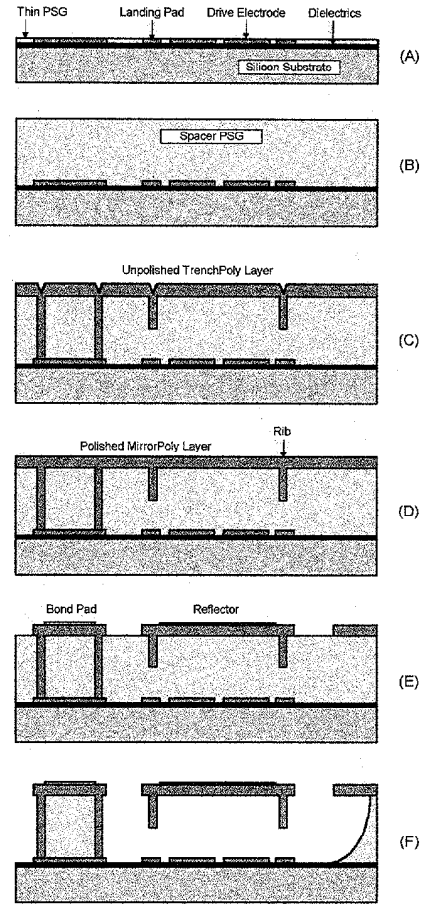 Thin PSG Landing Pad Drive Electrode Dielectrics
(A)
Silicon Substrate
Spacer PSG
(B)
Unpolished TrenchPoly Layer
(C)
Rib
Polished MirrorPoly Layer
(D)
Bond Pad Reflector
(E)
(F)